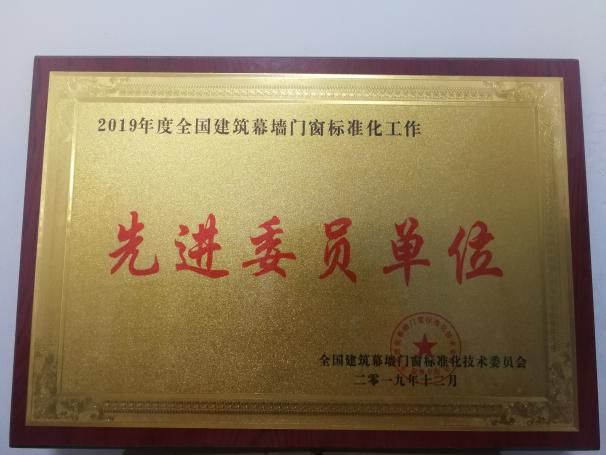 2019年度全国建筑幕墙门窗标准化工作
先进委员单位
全国建筑幕墙门窗标准化技术委员会
二零一九年十二月